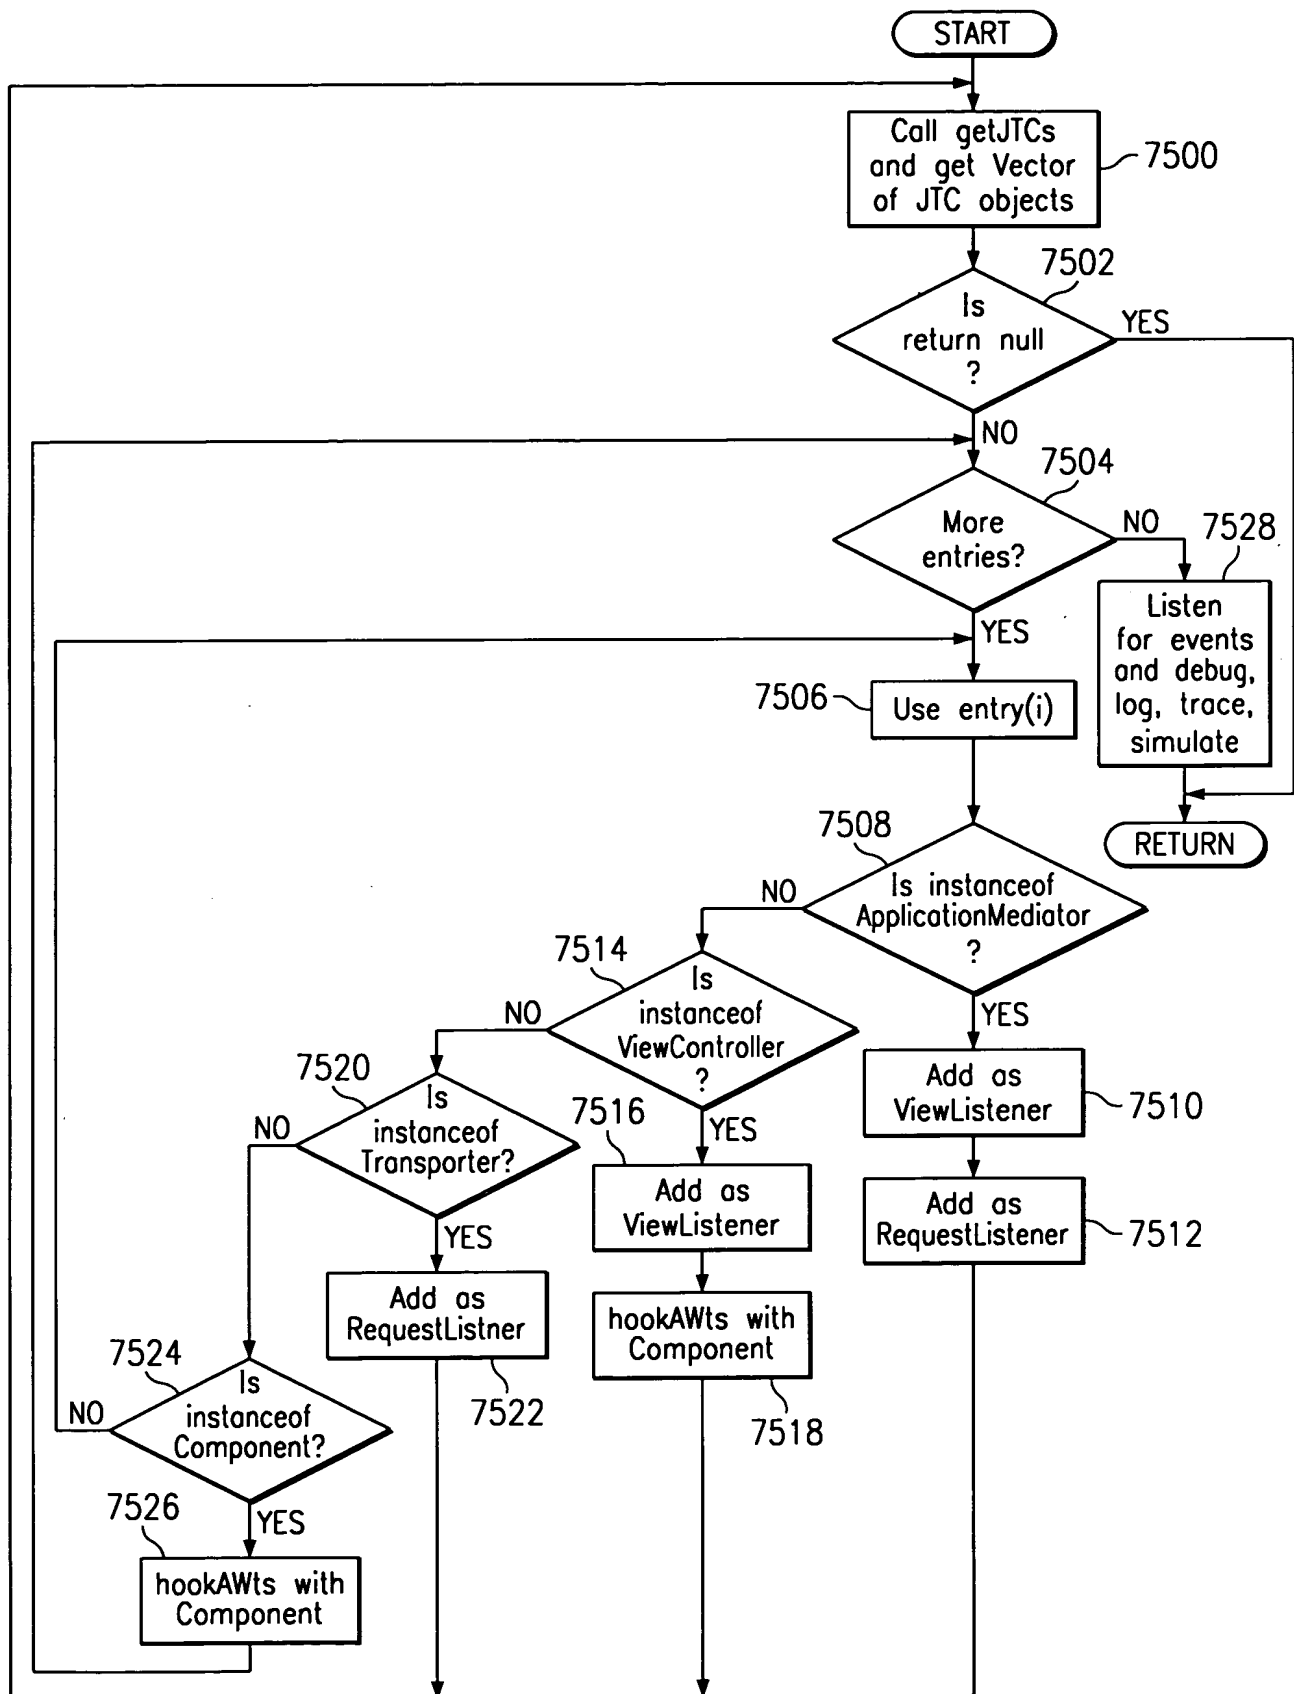 START
Call getJTCs
and get Vector
of JTC objects
7500
7502
Is
return null
?
YES
NO
7504
More
entries?
NO
7528
YES
Listen
for events
and debug,
log, trace,
simulate
7506
Use entry(i)
RETURN
7508
Is instanceof
ApplicationMediator
?
NO
YES
7514
Is
instanceof
ViewController
?
NO
YES
7510
Add as
ViewListener
7520
Is
instanceof
Transporter?
NO
YES
7516
Add as
ViewListener
7512
Add as
RequestListener
Add as
RequestListner
7522
hookAWts with
Component
7518
7524
Is
instanceof
Component?
NO
YES
7526
hookAWts with
Component